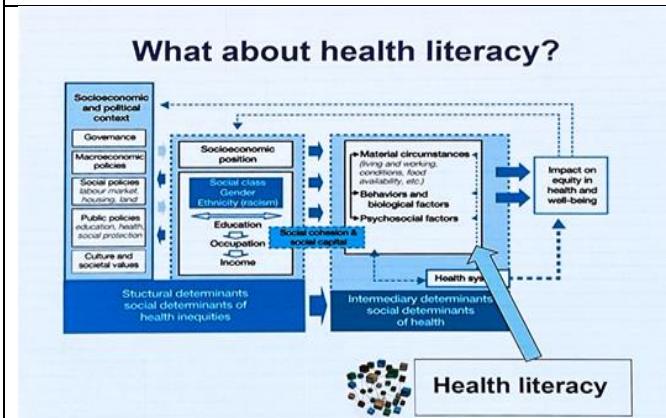 What about health literacy?
Socioeconomic
and political
context
Governance
Macroeconomic
policies
Social policies
labour market,
housing, land
Public policies
education, health,
social protection
Culture and
societal values
Socioeconomic
position
Social class
Gender
Ethnicity (racism)
Education
Occupation
Income
Social cohesion &
social capital
Material circumstances
(living and working,
conditions, food
availability, etc.)
Behaviors and
biological factors
Psychosocial factors
Health sys
Impact on
equity in
health and
well-being
Stuctural determinants
social determinants of
health inequities
Intermediary determinants
social determinants
of health
Health literacy